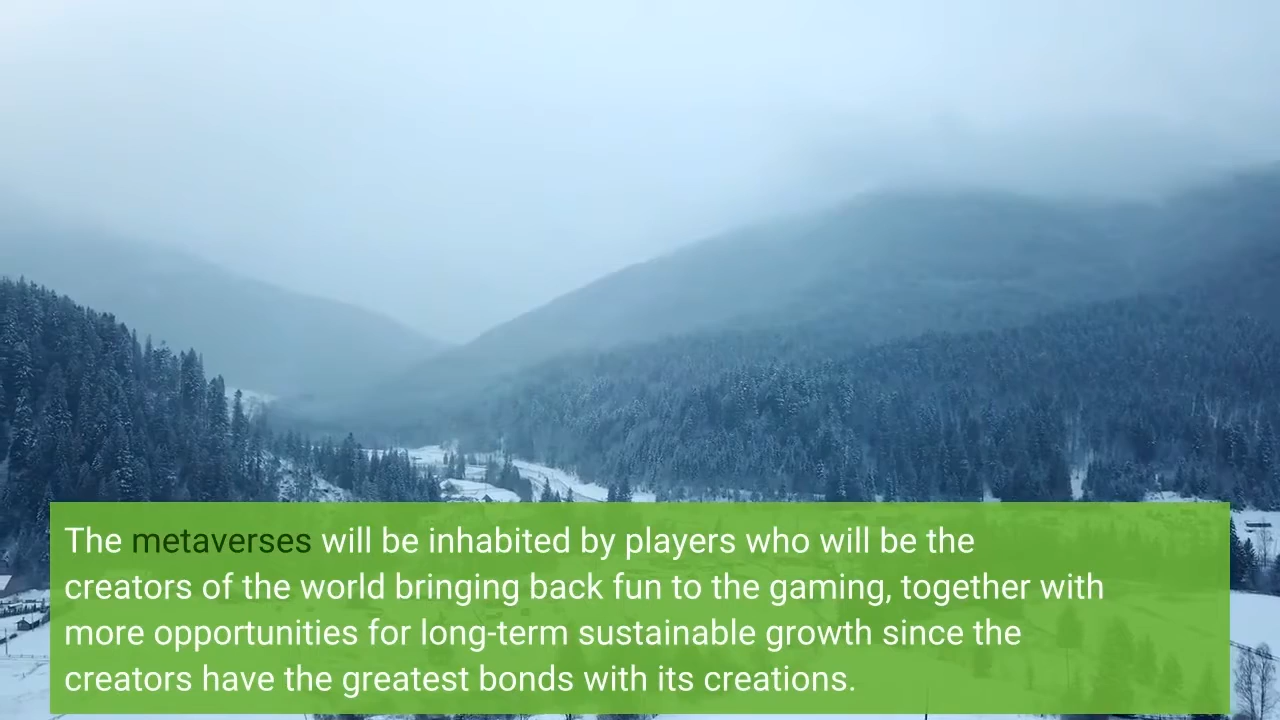 The metaverses will be inhabited by players who will be the
creators of the world bringing back fun to the gaming, together with
more opportunities for long-term sustainable growth since the
creators have the greatest bonds with its creations.